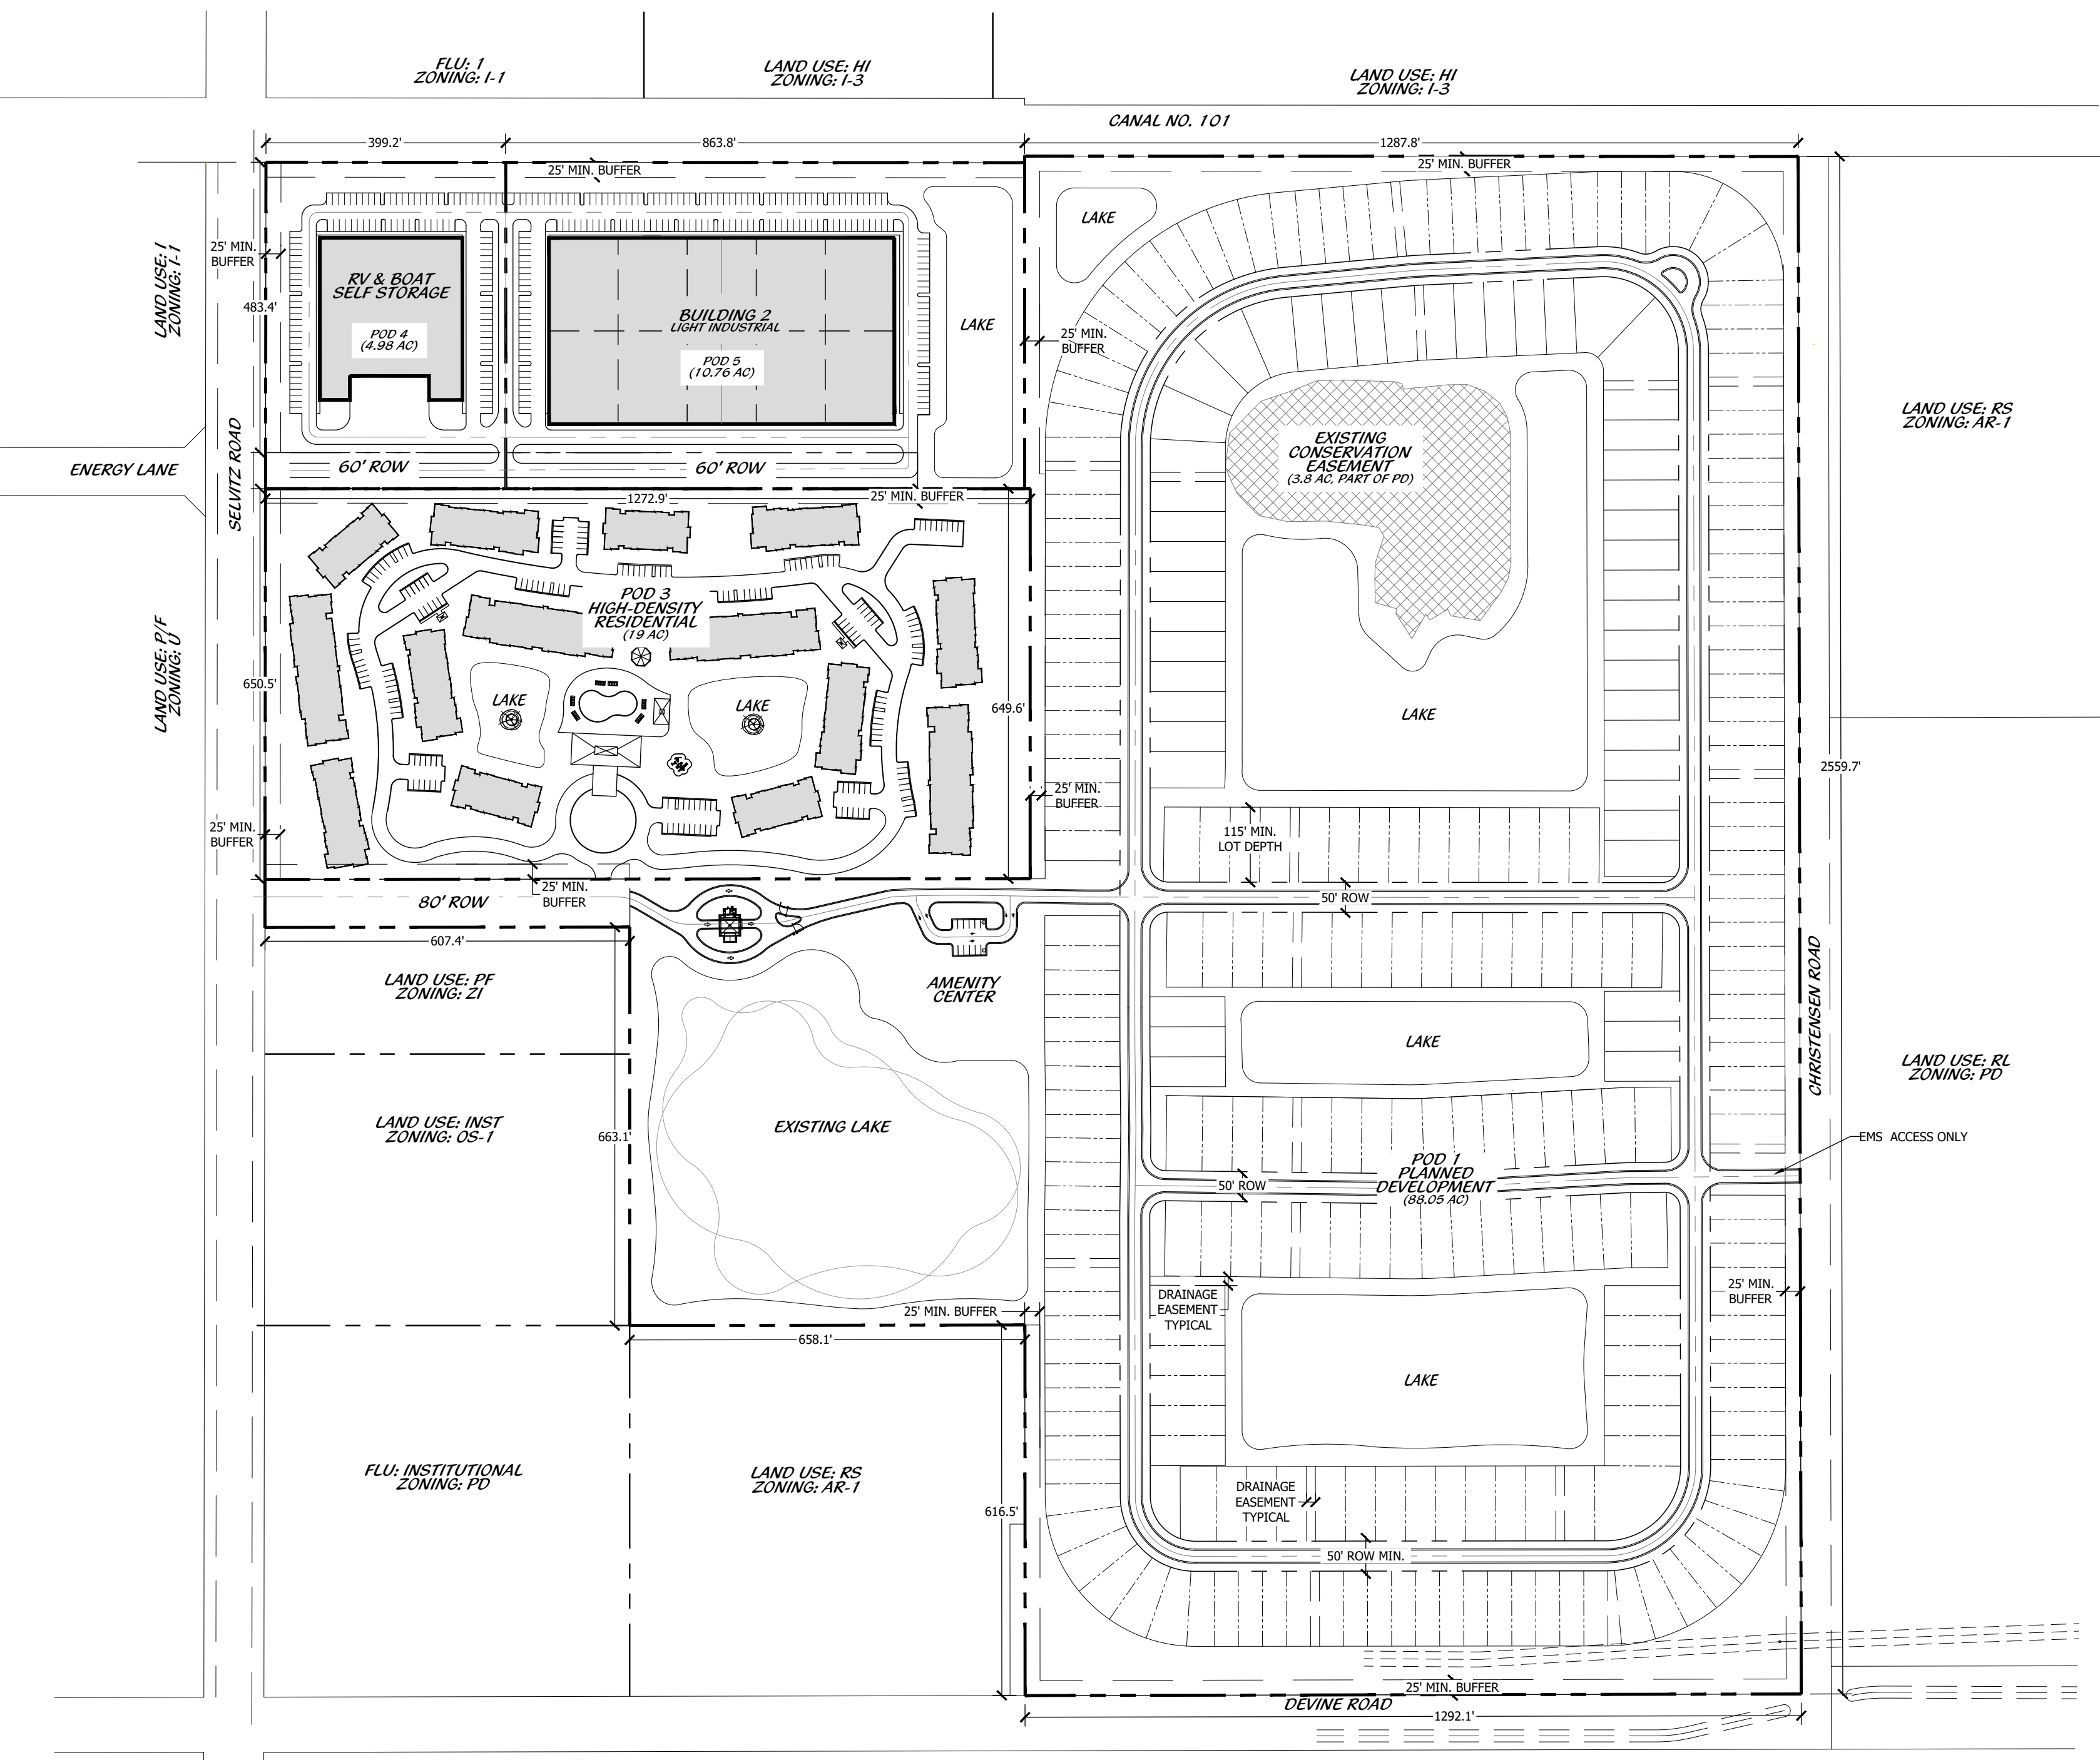 FLU: 1
ZONING: I-1
LAND USE: HI
ZONING: I-3
LAND USE: HI
ZONING: I-3
CANAL NO. 101
399.2'
863.8'
1287.8'
25' MIN. BUFFER
25' MIN. BUFFER
LAKE
LAND USE: I
ZONING: I-1
25' MIN.
BUFFER
483.4'
RV & BOAT
SELF STORAGE
POD 4
(4.98 AC)
BUILDING 2
LIGHT INDUSTRIAL
POD 5
(10.76 AC)
LAKE
25' MIN.
BUFFER
LAND USE: RS
ZONING: AR-1
EXISTING
CONSERVATION
EASEMENT
(3.8 AC, PART OF PD)
ENERGY LANE
SELVITZ ROAD
60' ROW
60' ROW
1272.9'
25' MIN. BUFFER
POD 3
HIGH-DENSITY
RESIDENTIAL
(19 AC)
LAND USE: P/F
ZONING: U
650.5'
LAKE
LAKE
649.6'
LAKE
2559.7'
25' MIN.
BUFFER
25' MIN.
BUFFER
115' MIN.
LOT DEPTH
25' MIN.
BUFFER
80' ROW
50' ROW
607.4'
LAND USE: PF
ZONING: ZI
AMENITY
CENTER
CHRISTENSEN ROAD
LAKE
LAND USE: RL
ZONING: PD
LAND USE: INST
ZONING: OS-1
663.1'
EXISTING LAKE
EMS ACCESS ONLY
POD 1
PLANNED
DEVELOPMENT
(88.05 AC)
50' ROW
DRAINAGE
EASEMENT
TYPICAL
25' MIN.
BUFFER
25' MIN. BUFFER
658.1'
LAKE
FLU: INSTITUTIONAL
ZONING: PD
LAND USE: RS
ZONING: AR-1
616.5'
DRAINAGE
EASEMENT
TYPICAL
50' ROW MIN.
25' MIN. BUFFER
DEVINE ROAD
1292.1'